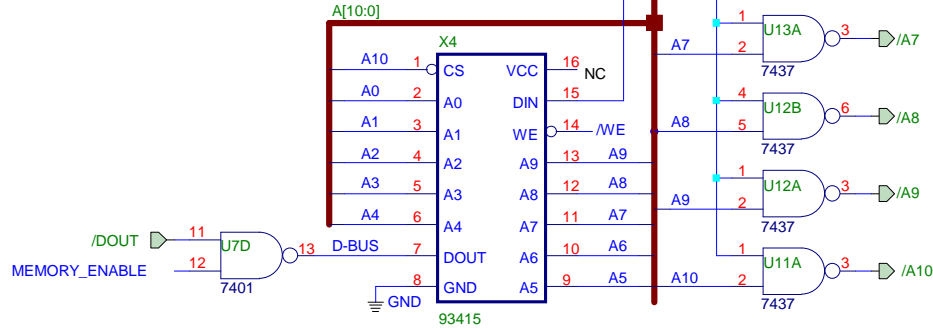 A[10:0]
X4
A10 1 CS VCC 16 NC
A0 2 A0 DIN 15
A1 3 A1 WE 14 /WE
A2 4 A2 A9 13 A9
A3 5 A3 A8 12 A8
A4 6 A4 A7 11 A7
D-BUS 7 DOUT A6 10 A6
GND 8 GND A5 9 A5
93415
/DOUT 11 U7D 13
MEMORY_ENABLE 12
7401
1 U13A 3 /A7
A7 2
7437
4 U12B 6 /A8
A8 5
7437
1 U12A 3 /A9
A9 2
7437
1 U11A 3 /A10
A10 2
7437